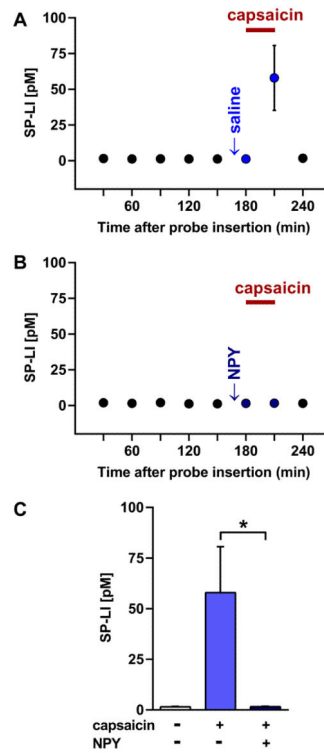 A
capsaicin
100
75
50
25
0
SP-LI [pM]
↓saline
60
120
180
240
Time after probe insertion (min)
B
capsaicin
100
75
50
25
0
SP-LI [pM]
↓NPY
60
120
180
240
Time after probe insertion (min)
C
100
75
50
25
0
SP-LI [pM]
*
capsaicin - + +
NPY - - +